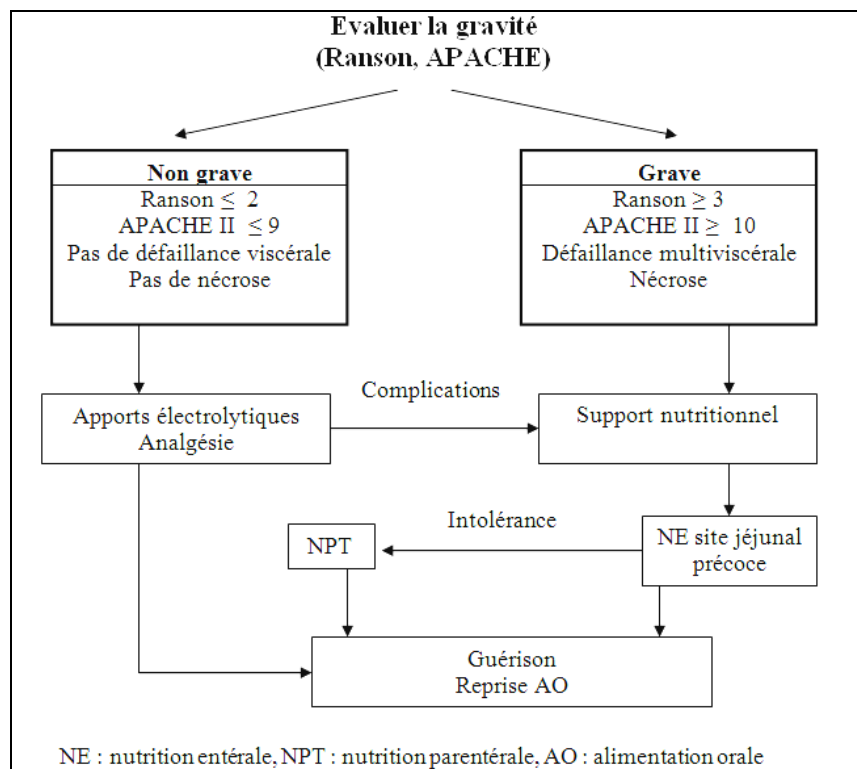 Evaluer la gravité
(Ranson, APACHE)
Non grave
Ranson ≤ 2
APACHE II ≤ 9
Pas de défaillance viscérale
Pas de nécrose
Grave
Ranson ≥ 3
APACHE II ≥ 10
Défaillance multiviscérale
Nécrose
Complications
Apports électrolytiques
Analgésie
Support nutritionnel
Intolérance
NPT
NE site jéjunal
précoce
Guérison
Reprise AO
NE : nutrition entérale, NPT : nutrition parentérale, AO : alimentation orale